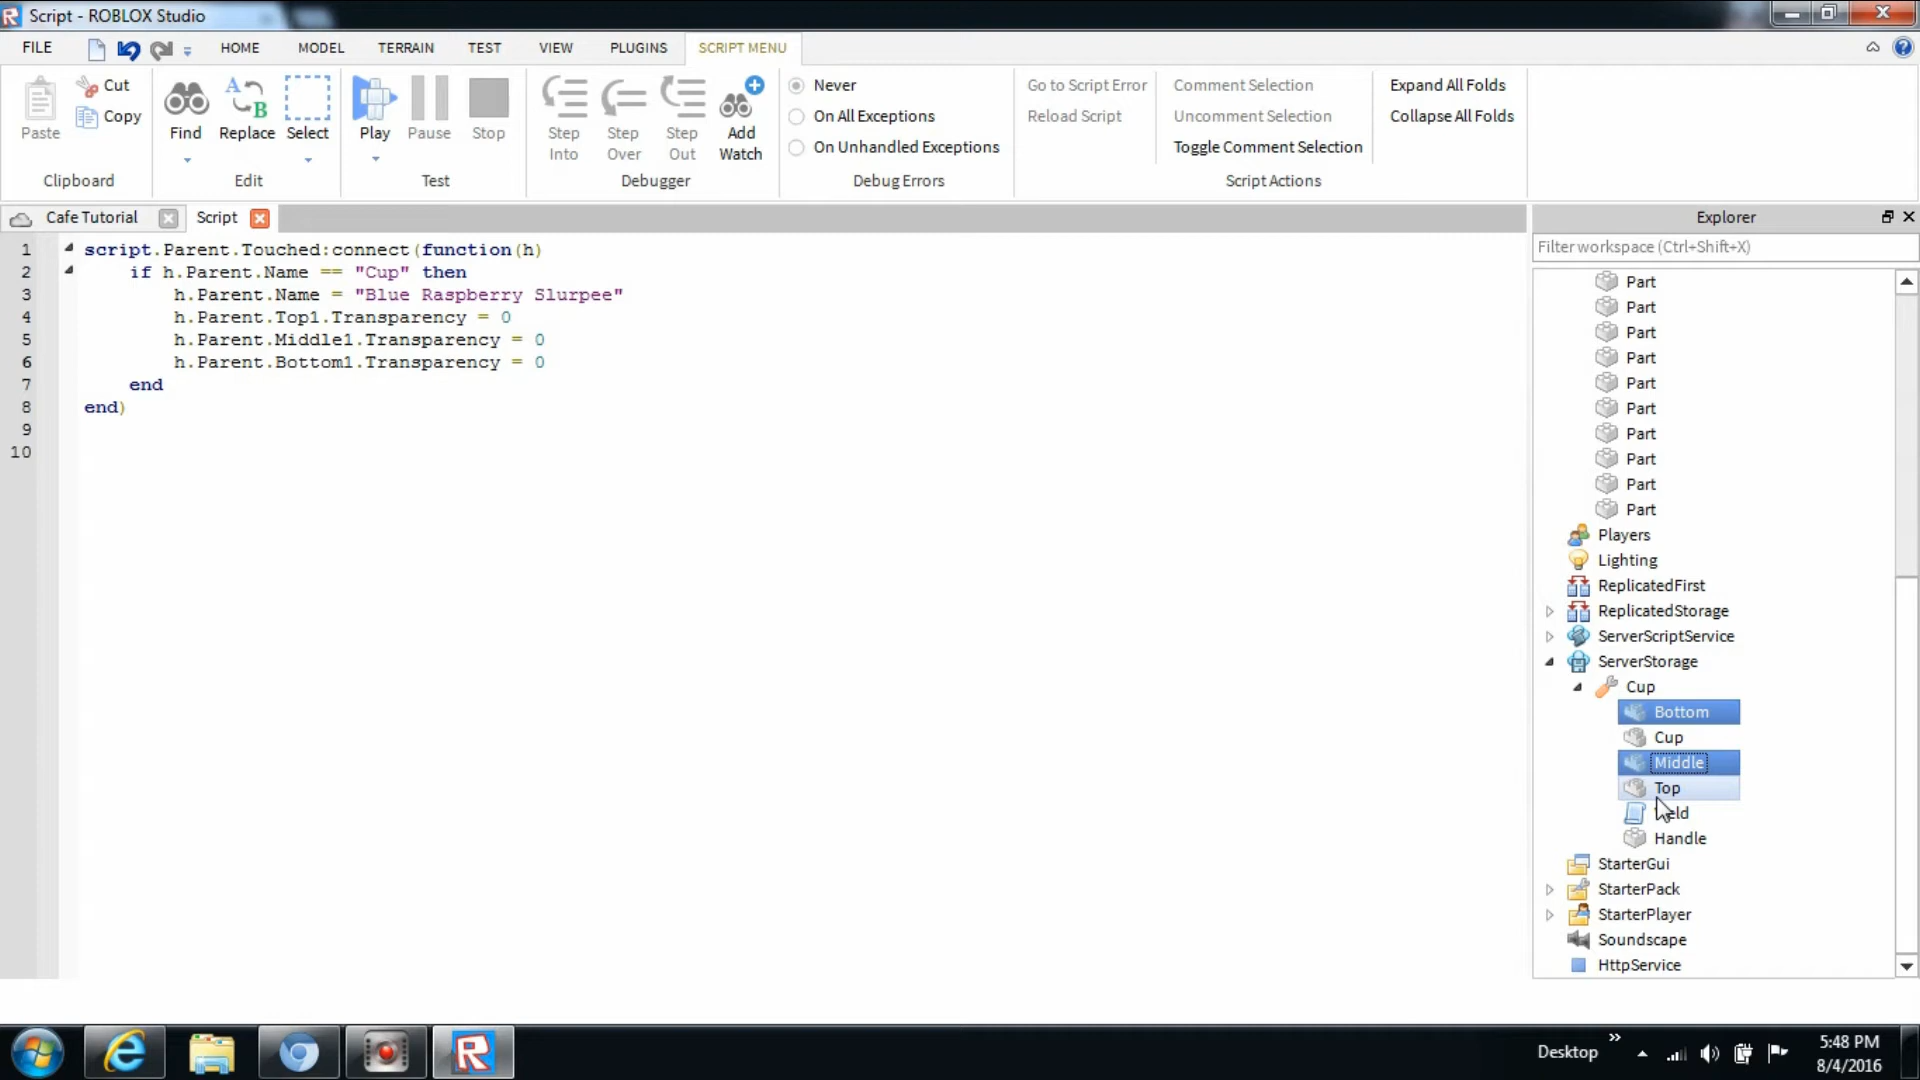 Script - ROBLOX Studio
FILE HOME MODEL TERRAIN TEST VIEW PLUGINS SCRIPT MENU
Paste Cut Copy Clipboard
Find Replace Select Edit
Play Pause Stop Test
Step Into Step Over Step Out Add Watch Debugger
Never
On All Exceptions
On Unhandled Exceptions
Debug Errors
Go to Script Error
Reload Script
Comment Selection
Uncomment Selection
Toggle Comment Selection
Expand All Folds
Collapse All Folds
Script Actions
Cafe Tutorial Script
1 script.Parent.Touched:connect(function(h)
2 if h.Parent.Name == "Cup" then
3 h.Parent.Name = "Blue Raspberry Slurpee"
4 h.Parent.Top1.Transparency = 0
5 h.Parent.Middle1.Transparency = 0
6 h.Parent.Bottom1.Transparency = 0
7 end
8 end)
9
10
Explorer
Filter workspace (Ctrl+Shift+X)
Part
Part
Part
Part
Part
Part
Part
Part
Part
Part
Players
Lighting
ReplicatedFirst
ReplicatedStorage
ServerScriptService
ServerStorage
Cup
Bottom
Cup
Middle
Top
Handle
StarterGui
StarterPack
StarterPlayer
Soundscape
HttpService
Desktop
5:48 PM
8/4/2016